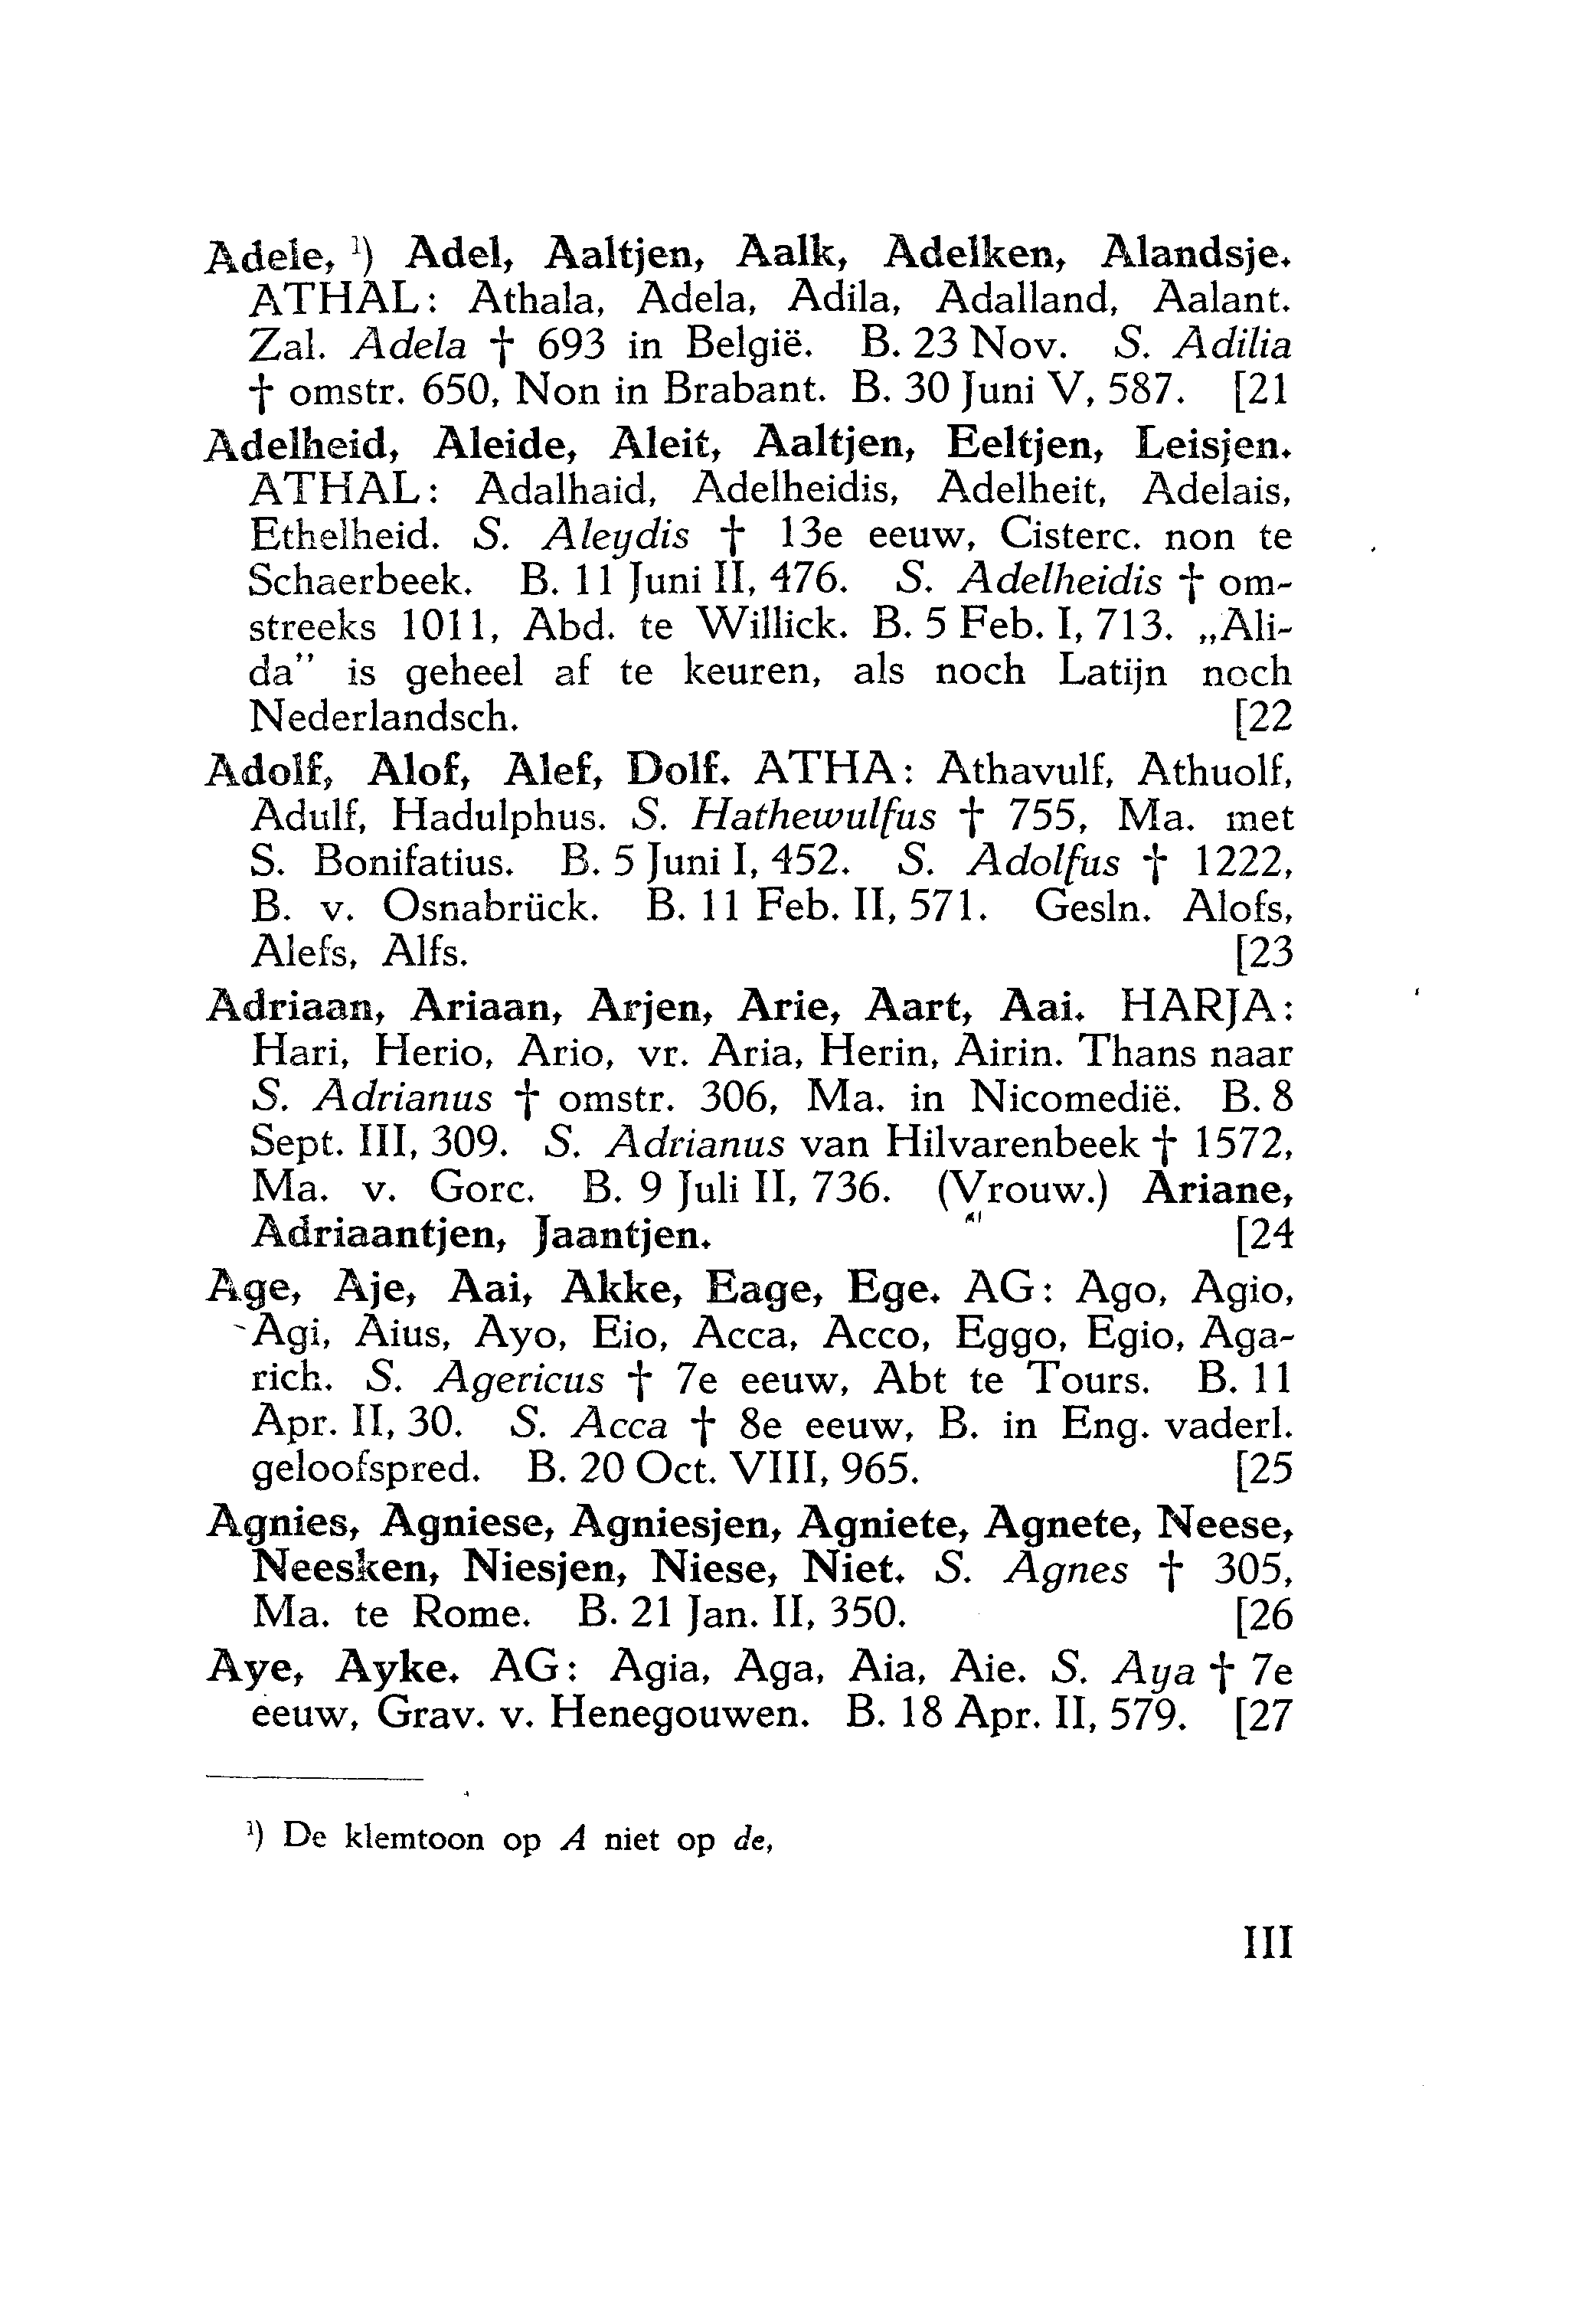 Adele, ¹) Adel, Aaltjen, Aalk, Adelken, Alandsje.
ATHAL: Athala, Adela, Adila, Adalland, Aalant.
Zal. Adela † 693 in België. B. 23 Nov. S. Adilia
† omstr. 650, Non in Brabant. B. 30 Juni V, 587. [21
Adelheid, Aleide, Aleit, Aaltjen, Eeltjen, Leisjen.
ATHAL: Adalhaid, Adelheidis, Adelheit, Adelais,
Ethelheid. S. Aleydis † 13e eeuw, Cisterc. non te
Schaerbeek. B. 11 Juni II, 476. S. Adelheidis † om-
streeks 1011, Abd. te Willick. B. 5 Feb. I, 713. „Ali-
da” is geheel af te keuren, als noch Latijn noch
Nederlandsch. [22
Adolf, Alof, Alef, Dolf. ATHA: Athavulf, Athuolf,
Adulf, Hadulphus. S. Hathewulfus † 755, Ma. met
S. Bonifatius. B. 5 Juni I, 452. S. Adolfus † 1222,
B. v. Osnabrück. B. 11 Feb. II, 571. Gesln. Alofs,
Alefs, Alfs. [23
Adriaan, Ariaan, Arjen, Arie, Aart, Aai. HARJA:
Hari, Herio, Ario, vr. Aria, Herin, Airin. Thans naar
S. Adrianus † omstr. 306, Ma. in Nicomedië. B. 8
Sept. III, 309. S. Adrianus van Hilvarenbeek † 1572,
Ma. v. Gorc. B. 9 Juli II, 736. (Vrouw.) Ariane,
Adriaantjen, Jaantjen. [24
Age, Aje, Aai, Akke, Eage, Ege. AG: Ago, Agio,
Agi, Aius, Ayo, Eio, Acca, Acco, Eggo, Egio, Aga-
rich. S. Agericus † 7e eeuw, Abt te Tours. B. 11
Apr. II, 30. S. Acca † 8e eeuw, B. in Eng. vaderl.
geloofspred. B. 20 Oct. VIII, 965. [25
Agnies, Agniese, Agniesjen, Agniete, Agnete, Neese,
Neesken, Niesjen, Niese, Niet. S. Agnes † 305,
Ma. te Rome. B. 21 Jan. II, 350. [26
Aye, Ayke. AG: Agia, Aga, Aia, Aie. S. Aya † 7e
eeuw, Grav. v. Henegouwen. B. 18 Apr. II, 579. [27
¹) De klemtoon op A niet op de,
III